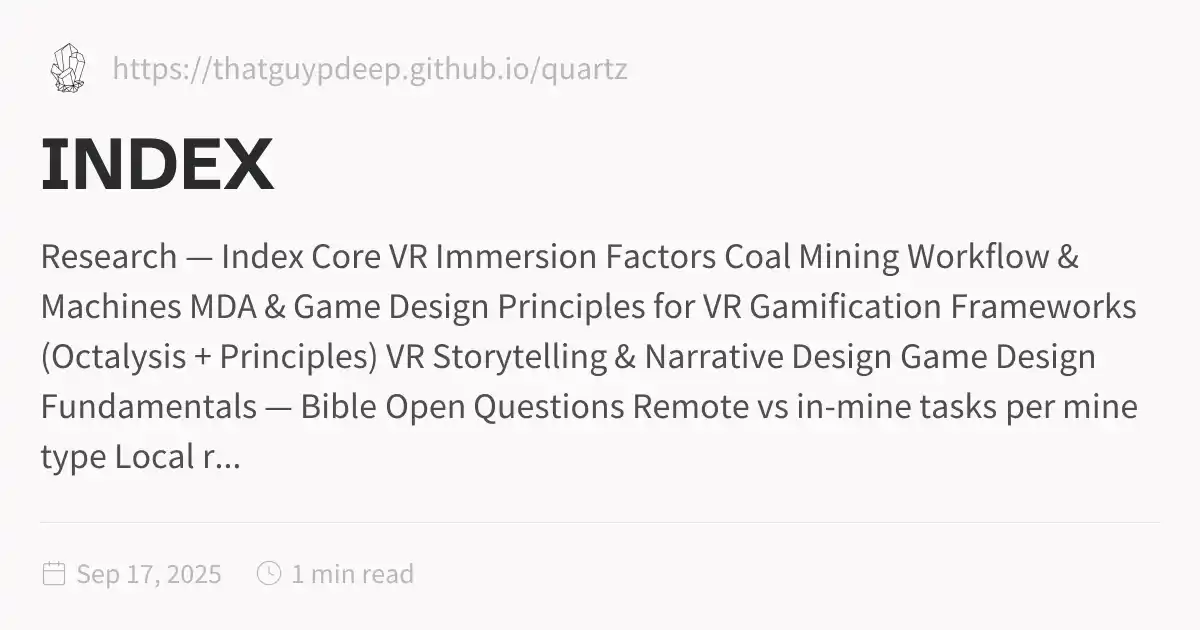 https://thatguypdeep.github.io/quartz
INDEX
Research — Index Core VR Immersion Factors Coal Mining Workflow &
Machines MDA & Game Design Principles for VR Gamification Frameworks
(Octalysis + Principles) VR Storytelling & Narrative Design Game Design
Fundamentals — Bible Open Questions Remote vs in-mine tasks per mine
type Local r...
Sep 17, 2025 1 min read